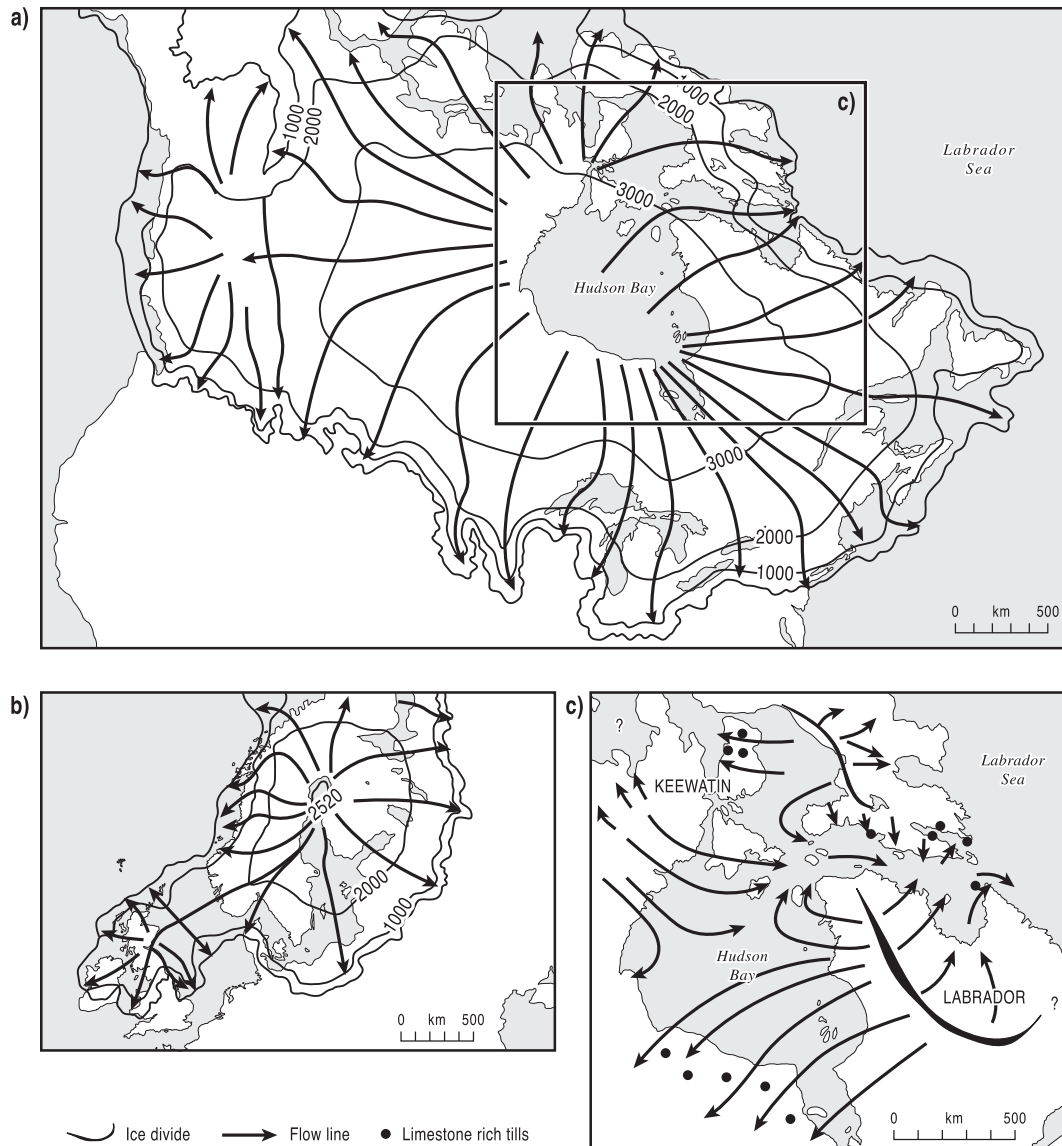 a)
1000
2000
1000
2000
c)
Labrador
Sea
3000
Hudson Bay
3000
2000
1000
0 km 500
b)
2520
2000
1000
0 km 500
c)
?
KEEWATIN
Labrador
Sea
Hudson
Bay
LABRADOR
?
0 km 500
Ice divide
Flow line
Limestone rich tills